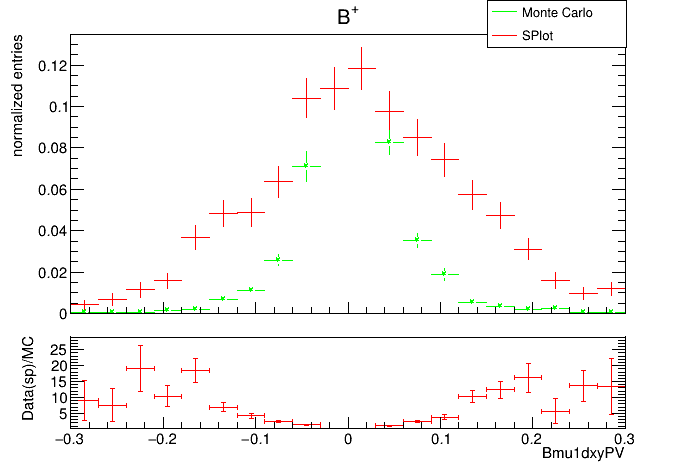 B+
Monte Carlo
SPlot
normalized entries
0.12
0.1
0.08
0.06
0.04
0.02
0
Data(sp)/MC
25
20
15
10
5
−0.3 −0.2 −0.1 0 0.1 0.2 0.3
Bmu1dxyPV